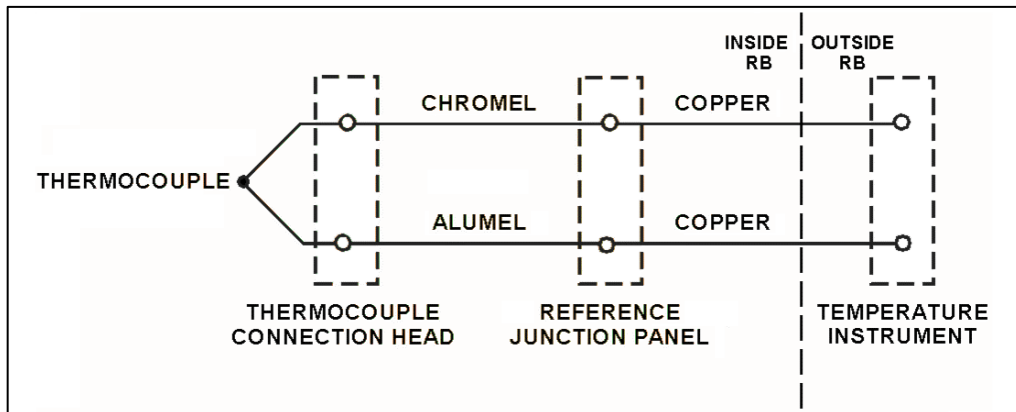 INSIDE
RB
OUTSIDE
RB
CHROMEL
COPPER
THERMOCOUPLE
ALUMEL
COPPER
THERMOCOUPLE
CONNECTION HEAD
REFERENCE
JUNCTION PANEL
TEMPERATURE
INSTRUMENT